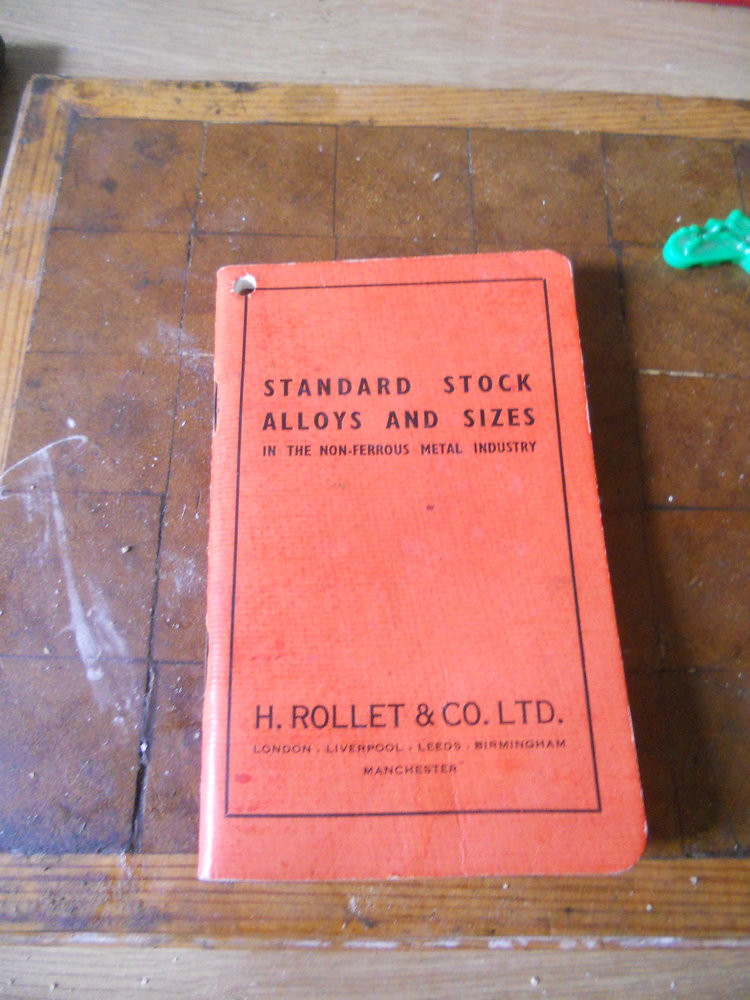 STANDARD STOCK
ALLOYS AND SIZES
IN THE NON-FERROUS METAL INDUSTRY
H. ROLLET & CO. LTD.
LONDON . LIVERPOOL . LEEDS . BIRMINGHAM
MANCHESTER